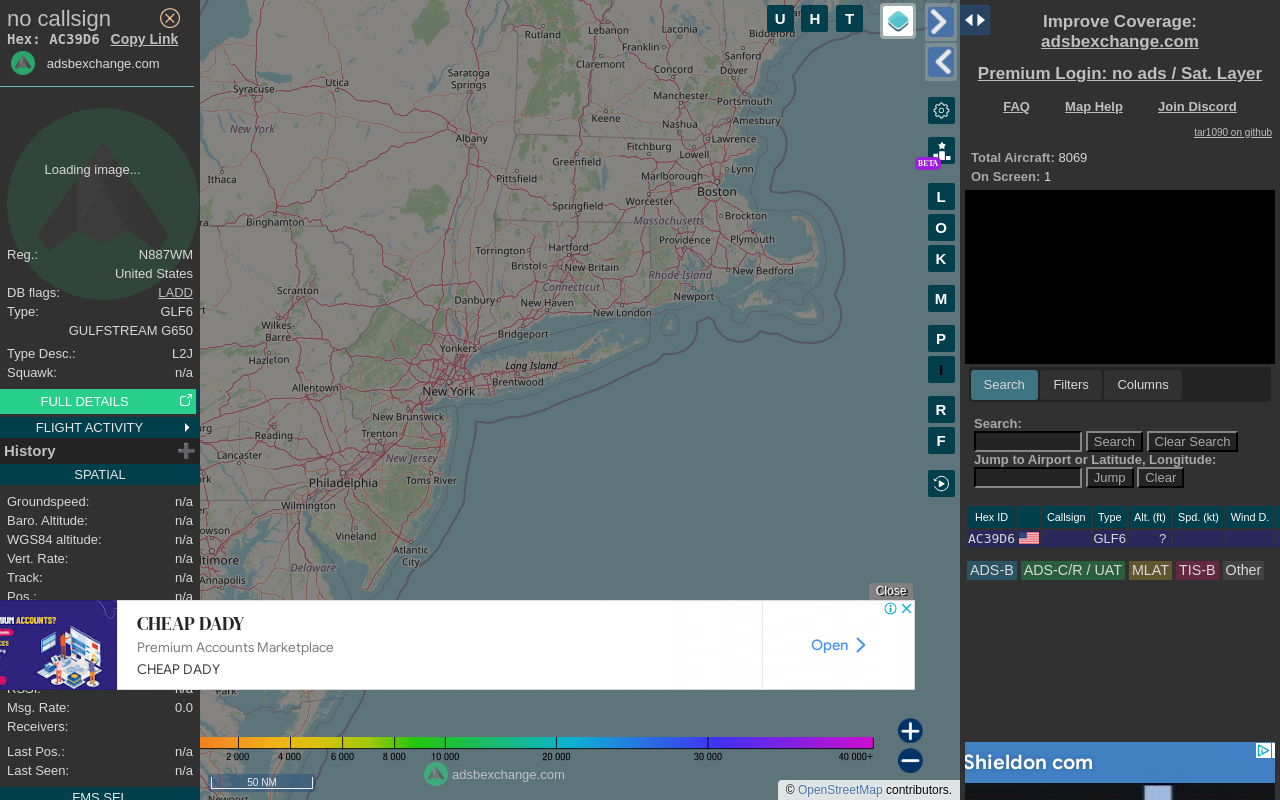 no callsign
Hex: AC39D6 Copy Link
adsbexchange.com
Loading image...
Reg.: N887WM
United States
DB flags: LADD
Type: GLF6
GULFSTREAM G650
Type Desc.: L2J
Squawk: n/a
FULL DETAILS
FLIGHT ACTIVITY
History
SPATIAL
Groundspeed: n/a
Baro. Altitude: n/a
WGS84 altitude: n/a
Vert. Rate: n/a
Track: n/a
Pos.: n/a
RSSI: n/a
Msg. Rate: 0.0
Receivers:
Last Pos.: n/a
Last Seen: n/a
FMS SEL
U H T
L
O
K
M
P
I
R
F
BETA
Rutland
Lebanon
Laconia
Biddeford
Franklin
Sanford
Claremont
Concord
Dover
Saratoga
Springs
Utica
Syracuse
Manchester
Portsmouth
Keene
Nashua
Amesbury
New York
Albany
Lawrence
Fitchburg
Lowell
Greenfield
Lynn
Ithaca
Pittsfield
Marlborough
Boston
Worcester
Springfield
Binghamton
Massachusetts
Brockton
Providence
Plymouth
Hartford
Torrington
Bristol
New Britain
Rhode Island
New Bedford
Connecticut
Scranton
Danbury
New Haven
Newport
New London
Wilkes-
Barre
Bridgeport
Hazleton
Yonkers
Long Island
Brentwood
Allentown
New York
New Brunswick
Reading
Trenton
Lancaster
New Jersey
Philadelphia
Toms River
Wilmington
Vineland
Atlantic
City
Annapolis
Delaware
Park
Newport
Close
CHEAP DADY
Premium Accounts Marketplace
CHEAP DADY
Open
2 000 4 000 6 000 8 000 10 000 20 000 30 000 40 000+
50 NM
adsbexchange.com
© OpenStreetMap contributors.
Improve Coverage:
adsbexchange.com
Premium Login: no ads / Sat. Layer
FAQ Map Help Join Discord
tar1090 on github
Total Aircraft: 8069
On Screen: 1
Search Filters Columns
Search:
Search Clear Search
Jump to Airport or Latitude, Longitude:
Jump Clear
Hex ID Callsign Type Alt. (ft) Spd. (kt) Wind D.
AC39D6 GLF6 ?
ADS-B ADS-C/R / UAT MLAT TIS-B Other
Shieldon com